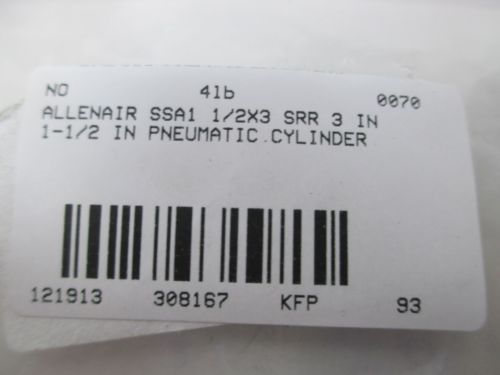 NO 4lb 0070
ALLENAIR SSA1 1/2X3 SRR 3 IN
1-1/2 IN PNEUMATIC CYLINDER
121913 308167 KFP 93